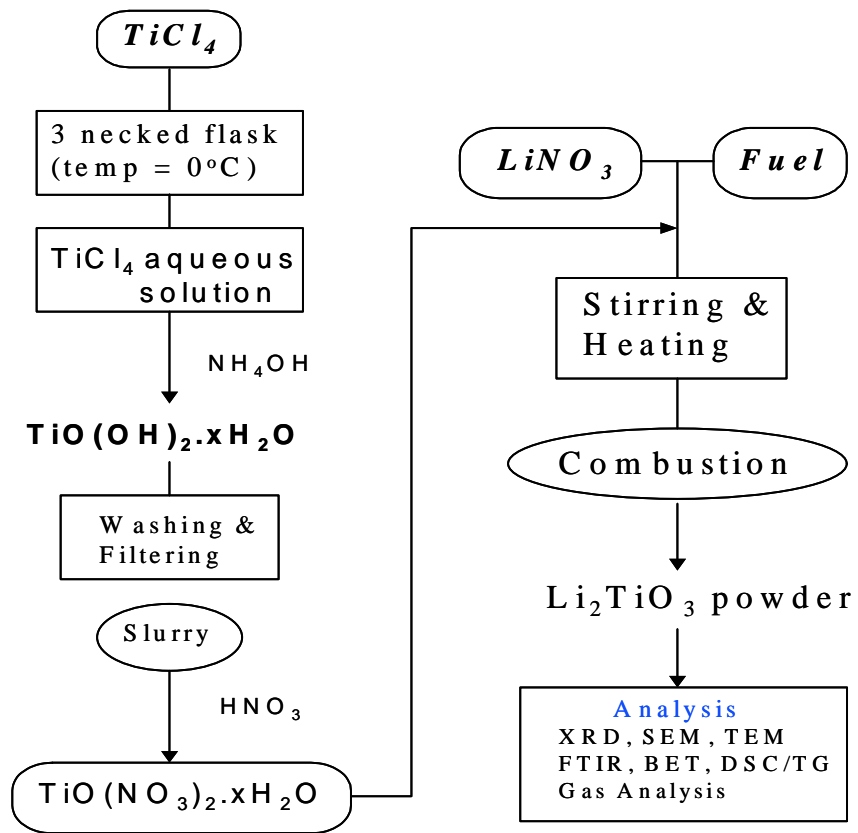 TiCl₄
3 necked flask
(temp = 0ºC)
TiCl₄ aqueous
solution
NH₄OH
TiO(OH)₂.xH₂O
Washing &
Filtering
Slurry
HNO₃
TiO(NO₃)₂.xH₂O
LiNO₃
Fuel
Stirring &
Heating
Combustion
Li₂TiO₃ powder
Analysis
XRD, SEM, TEM
FTIR, BET, DSC/TG
Gas Analysis